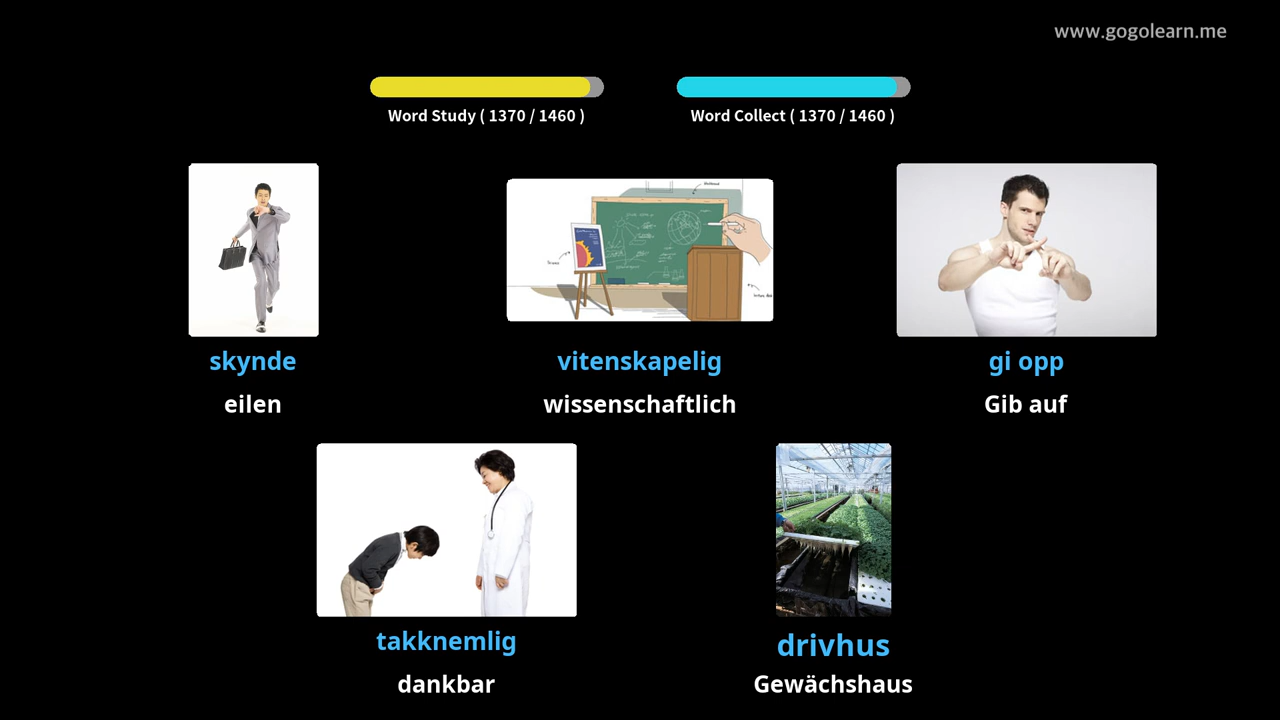 www.gogolearn.me
Word Study ( 1370 / 1460 )
Word Collect ( 1370 / 1460 )
skynde
vitenskapelig
gi opp
eilen
wissenschaftlich
Gib auf
takknemlig
drivhus
dankbar
Gewächshaus